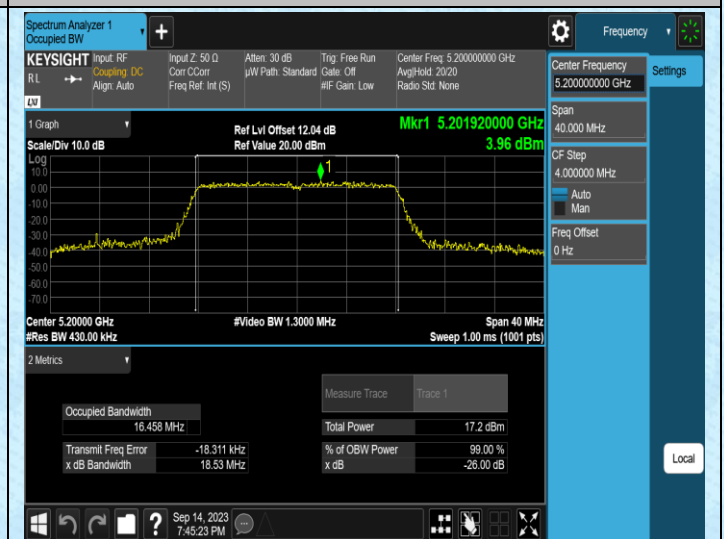 Spectrum Analyzer 1
Occupied BW
+
Frequency
KEYSIGHT Input: RF Input Z: 50 Ω Atten: 30 dB Trig: Free Run Center Freq: 5.200000000 GHz
RL Coupling: DC Corr CCorr µW Path: Standard Gate: Off Avg|Hold: 20/20
Align: Auto Freq Ref: Int (S) #IF Gain: Low Radio Std: None
LXI
Center Frequency
5.200000000 GHz
Settings
Span
40.000 MHz
CF Step
4.000000 MHz
Auto
Man
Freq Offset
0 Hz
1 Graph
Ref Lvl Offset 12.04 dB
Mkr1 5.201920000 GHz
Scale/Div 10.0 dB
Ref Value 20.00 dBm
3.96 dBm
Log
1
10.0
0.00
-10.0
-20.0
-30.0
-40.0
-50.0
-60.0
-70.0
Center 5.20000 GHz #Video BW 1.3000 MHz Span 40 MHz
#Res BW 430.00 kHz Sweep 1.00 ms (1001 pts)
2 Metrics
Measure Trace Trace 1
Occupied Bandwidth
16.458 MHz
Total Power 17.2 dBm
Transmit Freq Error -18.311 kHz % of OBW Power 99.00 %
x dB Bandwidth 18.53 MHz x dB -26.00 dB
Local
? Sep 14, 2023
7:45:23 PM